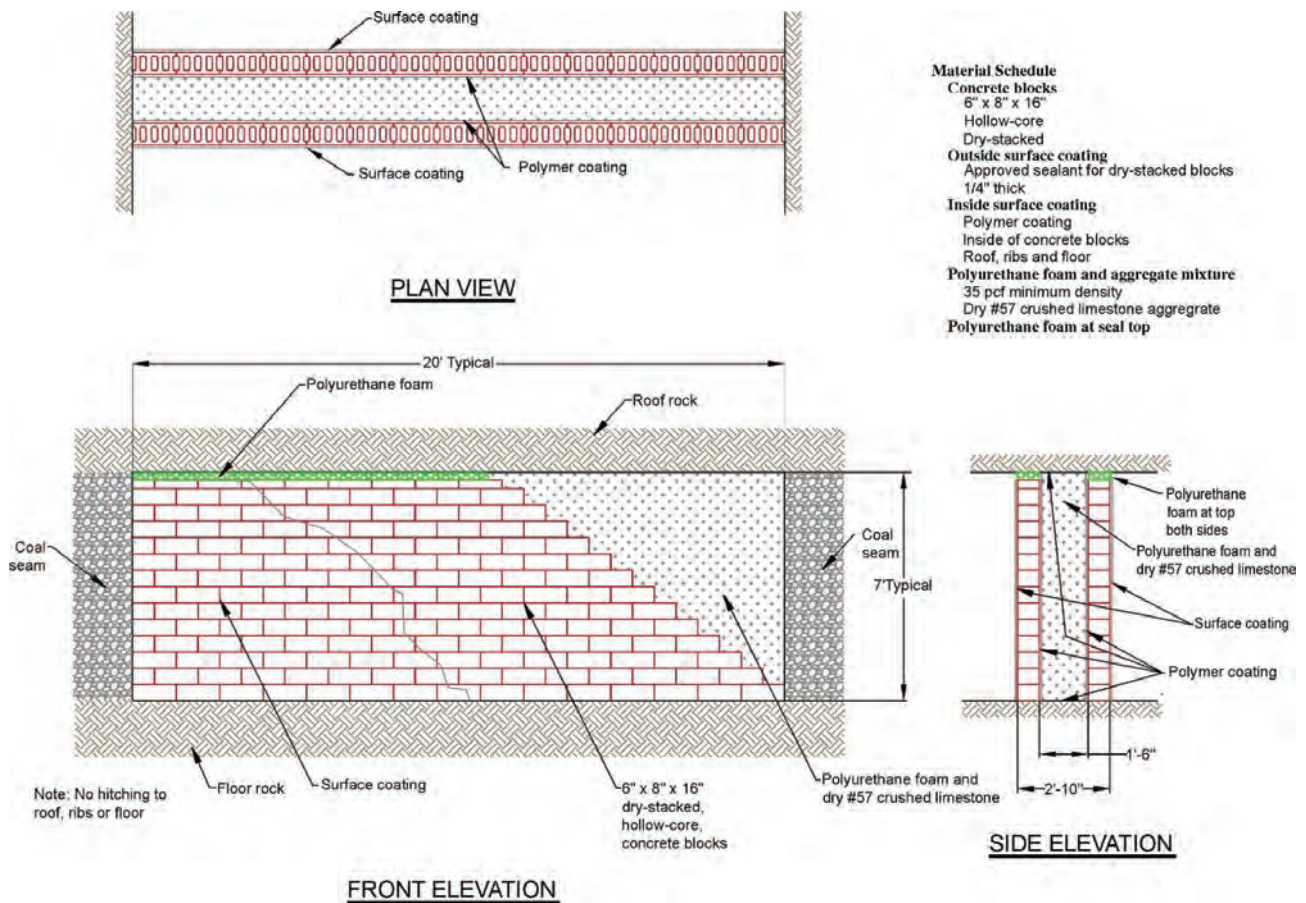 Surface coating
Surface coating
Polymer coating
PLAN VIEW
Material Schedule
Concrete blocks
6" x 8" x 16"
Hollow-core
Dry-stacked
Outside surface coating
Approved sealant for dry-stacked blocks
1/4" thick
Inside surface coating
Polymer coating
Inside of concrete blocks
Roof, ribs and floor
Polyurethane foam and aggregate mixture
35 pcf minimum density
Dry #57 crushed limestone aggregrate
Polyurethane foam at seal top
20' Typical
Polyurethane foam
Roof rock
Coal
seam
Coal
seam
7'Typical
Floor rock
Surface coating
6" x 8" x 16"
dry-stacked,
hollow-core,
concrete blocks
Polyurethane foam and
dry #57 crushed limestone
Note: No hitching to
roof, ribs or floor
FRONT ELEVATION
Polyurethane
foam at top
both sides
Polyurethane foam and
dry #57 crushed limestone
Surface coating
Polymer coating
1'-6"
2'-10"
SIDE ELEVATION